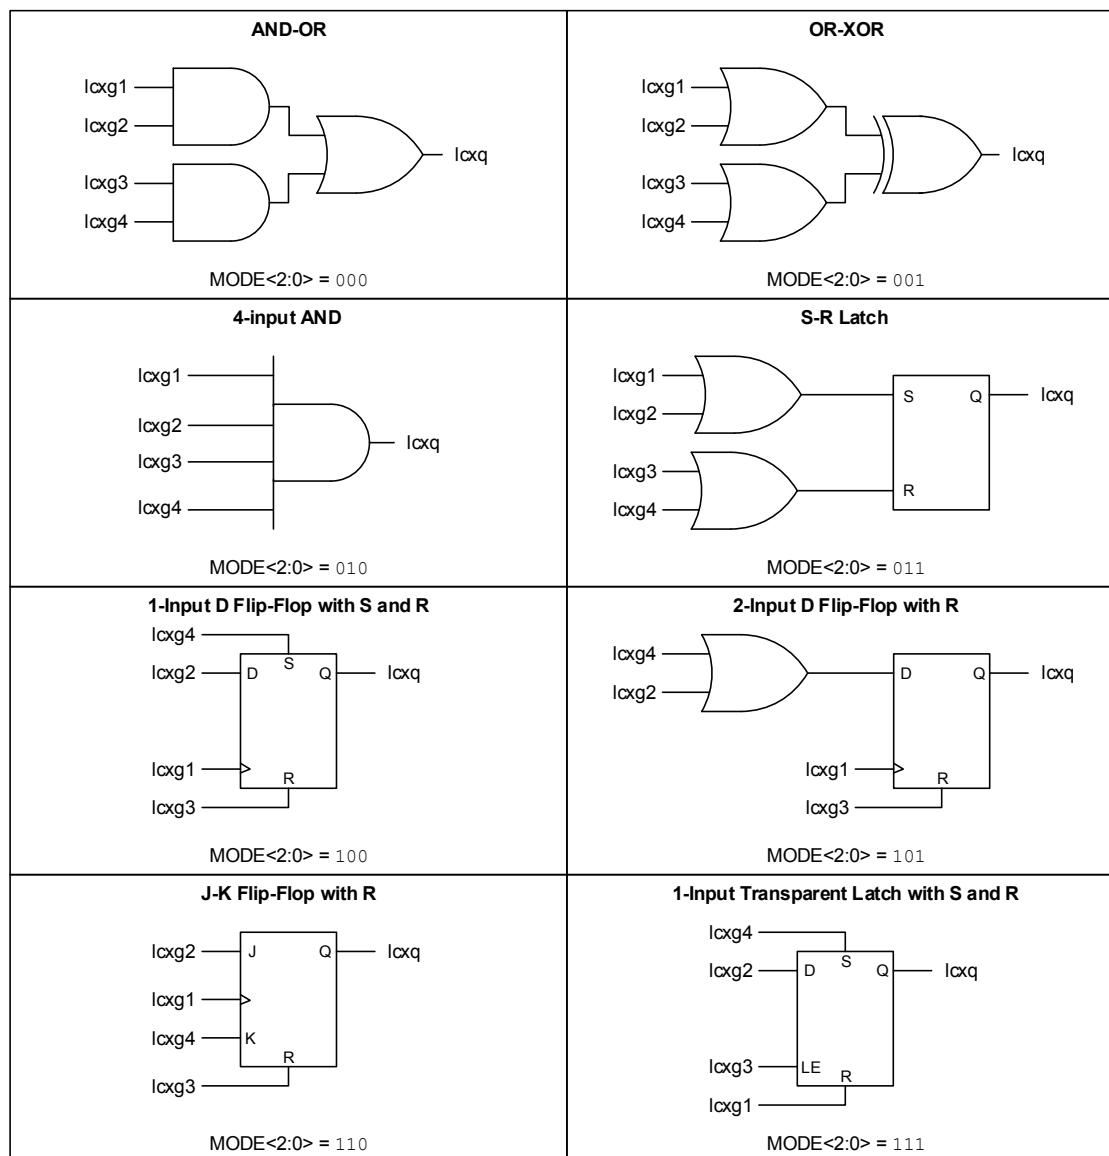 AND-OR
lcxg1
lcxg2
lcxg3
lcxg4
lcxq
MODE<2:0> = 000
OR-XOR
lcxg1
lcxg2
lcxg3
lcxg4
lcxq
MODE<2:0> = 001
4-input AND
lcxg1
lcxg2
lcxg3
lcxg4
lcxq
MODE<2:0> = 010
S-R Latch
lcxg1
lcxg2
lcxg3
lcxg4
S Q
R
lcxq
MODE<2:0> = 011
1-Input D Flip-Flop with S and R
lcxg4
S
lcxg2 D Q lcxq
lcxg1
R
lcxg3
MODE<2:0> = 100
2-Input D Flip-Flop with R
lcxg4
lcxg2
D Q lcxq
lcxg1
R
lcxg3
MODE<2:0> = 101
J-K Flip-Flop with R
lcxg2 J Q lcxq
lcxg1
lcxg4 K
R
lcxg3
MODE<2:0> = 110
1-Input Transparent Latch with S and R
lcxg4
S
lcxg2 D Q lcxq
lcxg3 LE
R
lcxg1
MODE<2:0> = 111